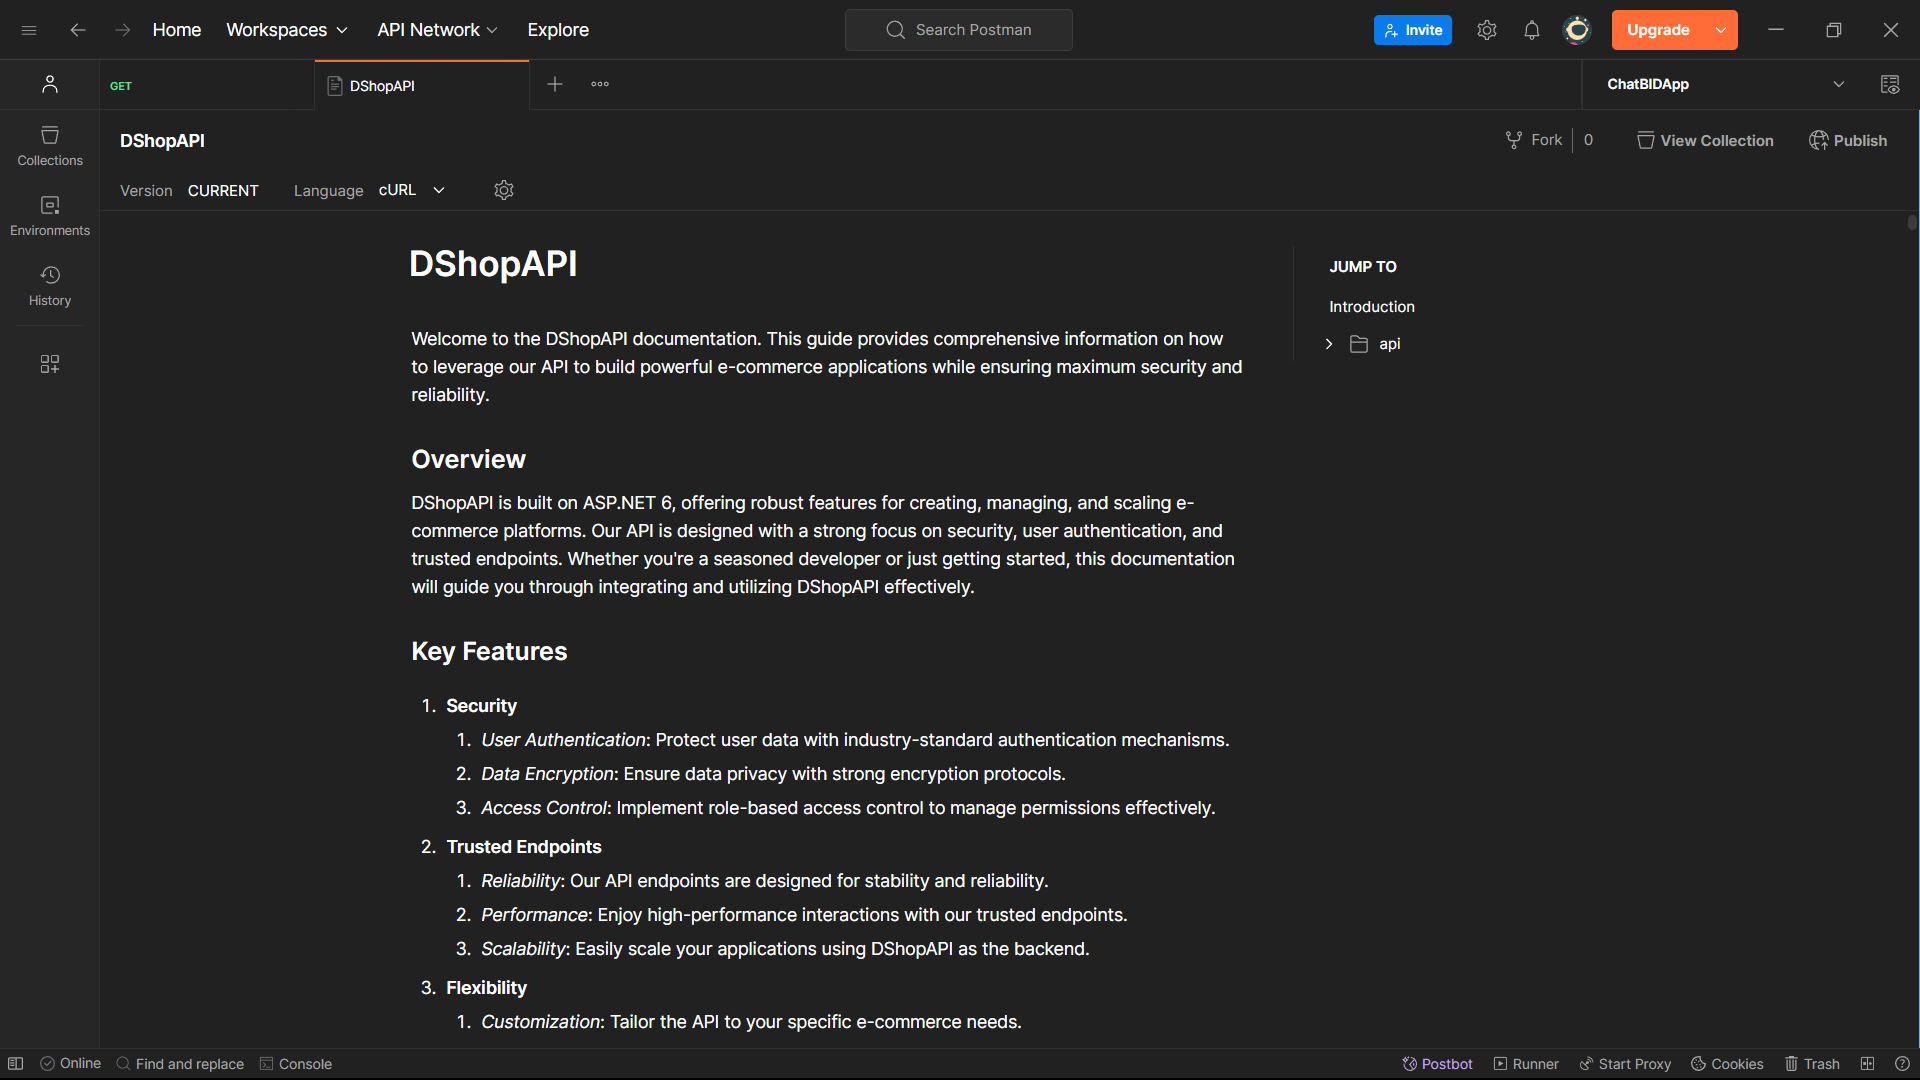 Home Workspaces API Network Explore Search Postman Invite Upgrade
GET DShopAPI ChatBIDApp
DShopAPI Fork 0 View Collection Publish
Version CURRENT Language cURL
Collections
Environments
History
DShopAPI
Welcome to the DShopAPI documentation. This guide provides comprehensive information on how
to leverage our API to build powerful e-commerce applications while ensuring maximum security and
reliability.
Overview
DShopAPI is built on ASP.NET 6, offering robust features for creating, managing, and scaling e-
commerce platforms. Our API is designed with a strong focus on security, user authentication, and
trusted endpoints. Whether you're a seasoned developer or just getting started, this documentation
will guide you through integrating and utilizing DShopAPI effectively.
Key Features
1. Security
1. User Authentication: Protect user data with industry-standard authentication mechanisms.
2. Data Encryption: Ensure data privacy with strong encryption protocols.
3. Access Control: Implement role-based access control to manage permissions effectively.
2. Trusted Endpoints
1. Reliability: Our API endpoints are designed for stability and reliability.
2. Performance: Enjoy high-performance interactions with our trusted endpoints.
3. Scalability: Easily scale your applications using DShopAPI as the backend.
3. Flexibility
1. Customization: Tailor the API to your specific e-commerce needs.
JUMP TO
Introduction
api
Online Find and replace Console Postbot Runner Start Proxy Cookies Trash